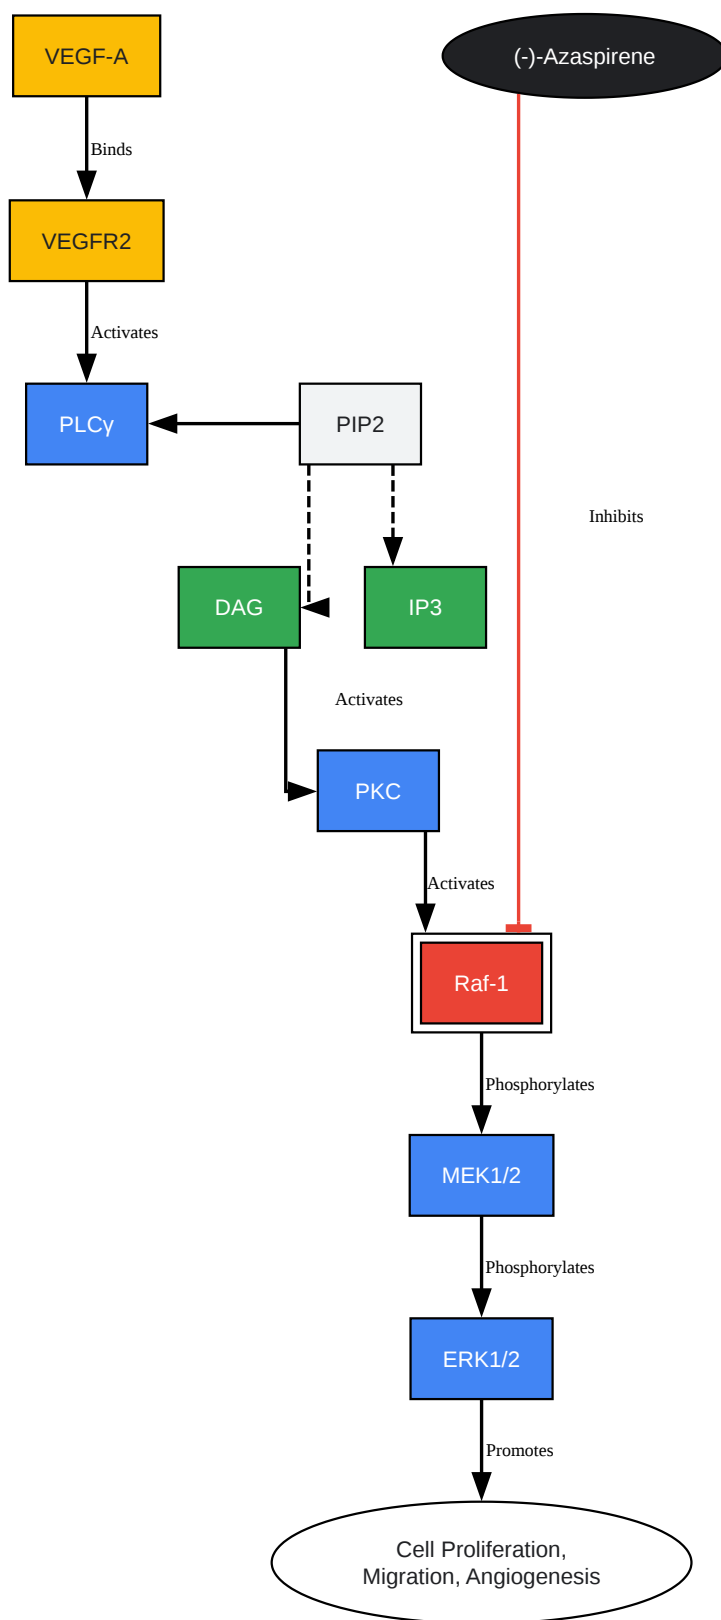 VEGF-A
(-)-Azaspirene
Binds
VEGFR2
Activates
PLCγ
PIP2
Inhibits
DAG
IP3
Activates
PKC
Activates
Raf-1
Phosphorylates
MEK1/2
Phosphorylates
ERK1/2
Promotes
Cell Proliferation,
Migration, Angiogenesis